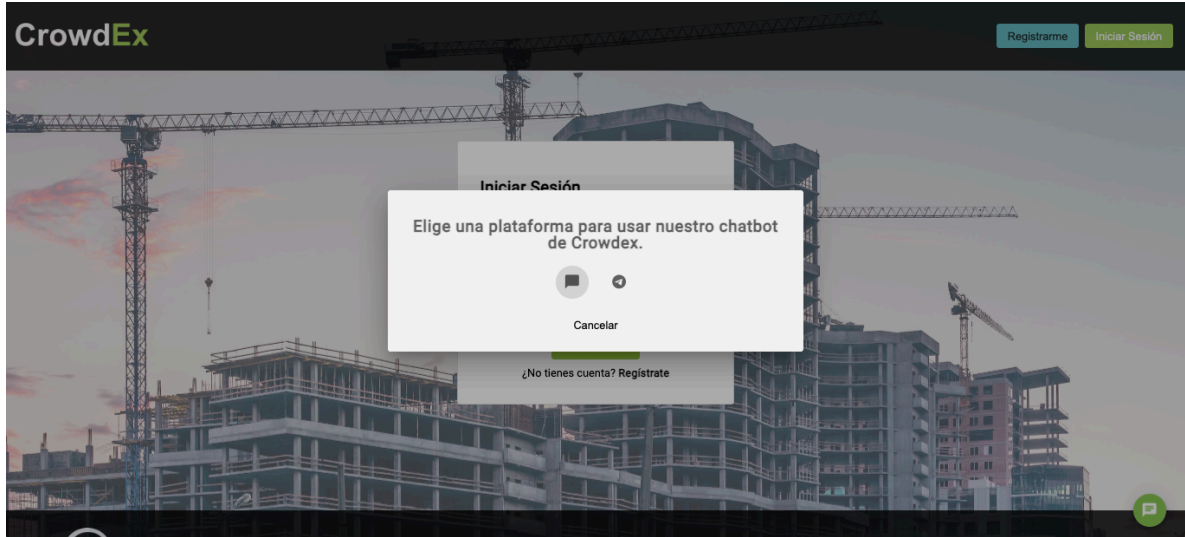 CrowdEx
Registrarme
Iniciar Sesión
Iniciar Sesión
Elige una plataforma para usar nuestro chatbot
de Crowdex.
Cancelar
¿No tienes cuenta? Regístrate